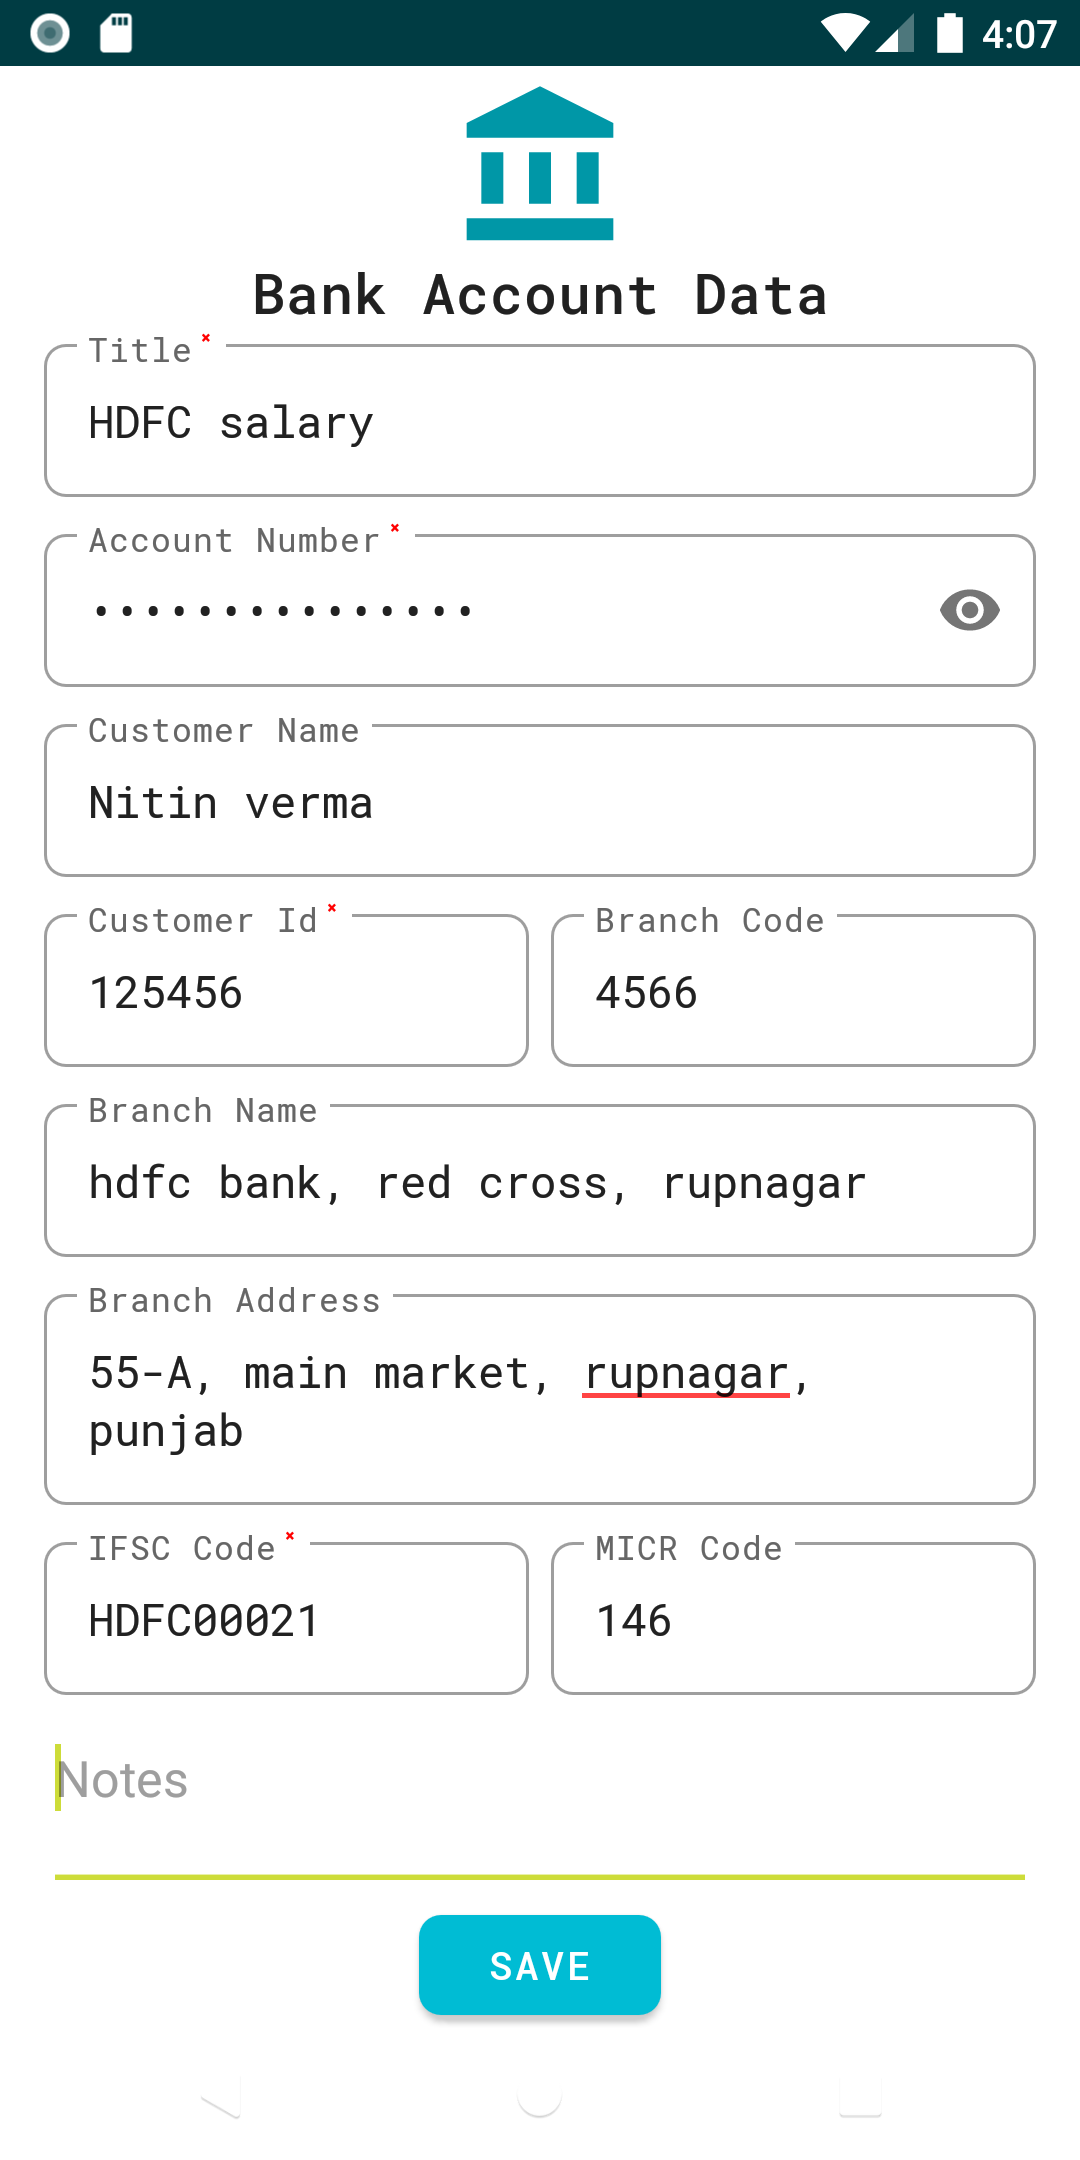 4:07
Bank Account Data
Title *
HDFC salary
Account Number *
•••••••••••••••
Customer Name
Nitin verma
Customer Id * Branch Code
125456 4566
Branch Name
hdfc bank, red cross, rupnagar
Branch Address
55-A, main market, rupnagar,
punjab
IFSC Code * MICR Code
HDFC00021 146
Notes
SAVE